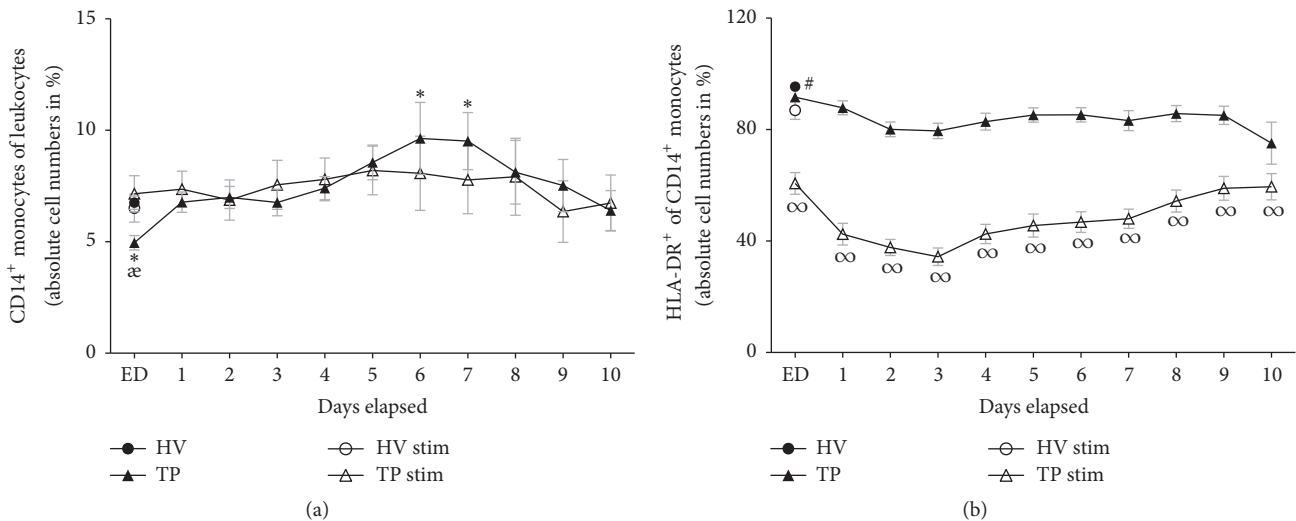 CD14⁺ monocytes of leukocytes
(absolute cell numbers in %)
15
10
5
0
* *
*
æ
ED 1 2 3 4 5 6 7 8 9 10
Days elapsed
HV HV stim
TP TP stim
(a)
HLA-DR⁺ of CD14⁺ monocytes
(absolute cell numbers in %)
120
80
40
0
#
∞ ∞ ∞ ∞ ∞ ∞ ∞ ∞ ∞ ∞ ∞
ED 1 2 3 4 5 6 7 8 9 10
Days elapsed
HV HV stim
TP TP stim
(b)